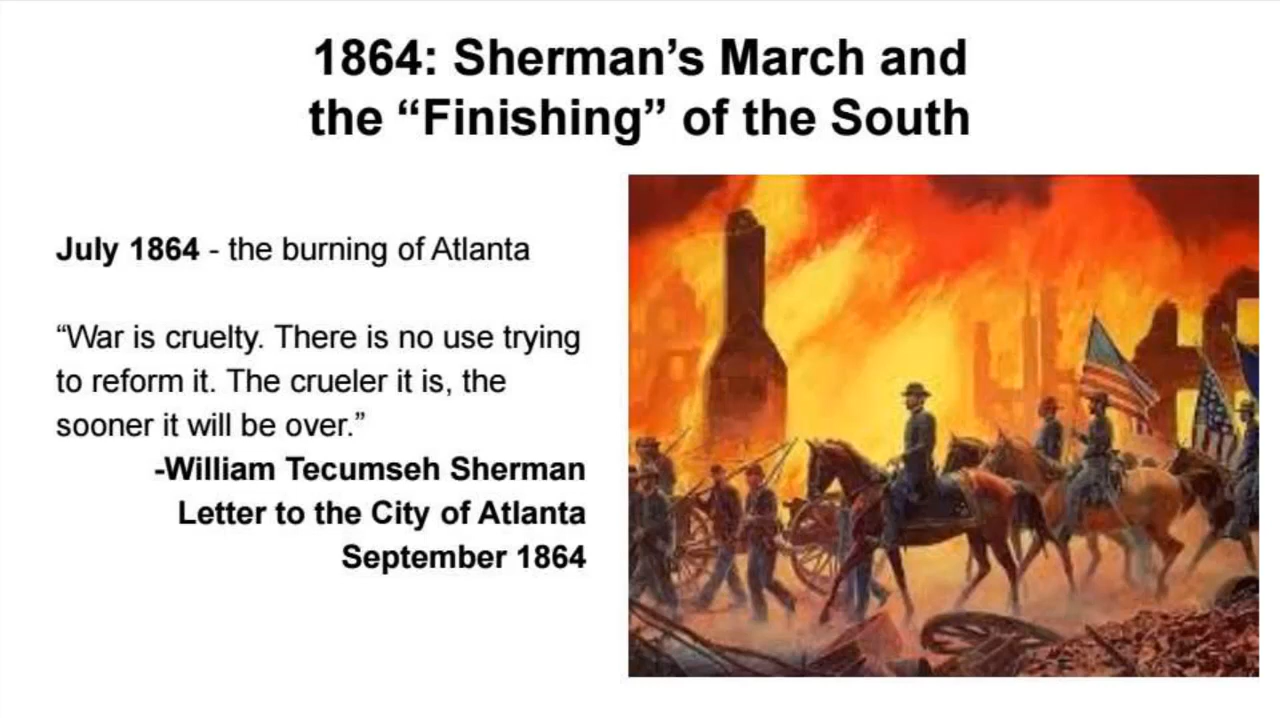 1864: Sherman’s March and
the “Finishing” of the South
July 1864 - the burning of Atlanta
“War is cruelty. There is no use trying
to reform it. The crueler it is, the
sooner it will be over.”
-William Tecumseh Sherman
Letter to the City of Atlanta
September 1864